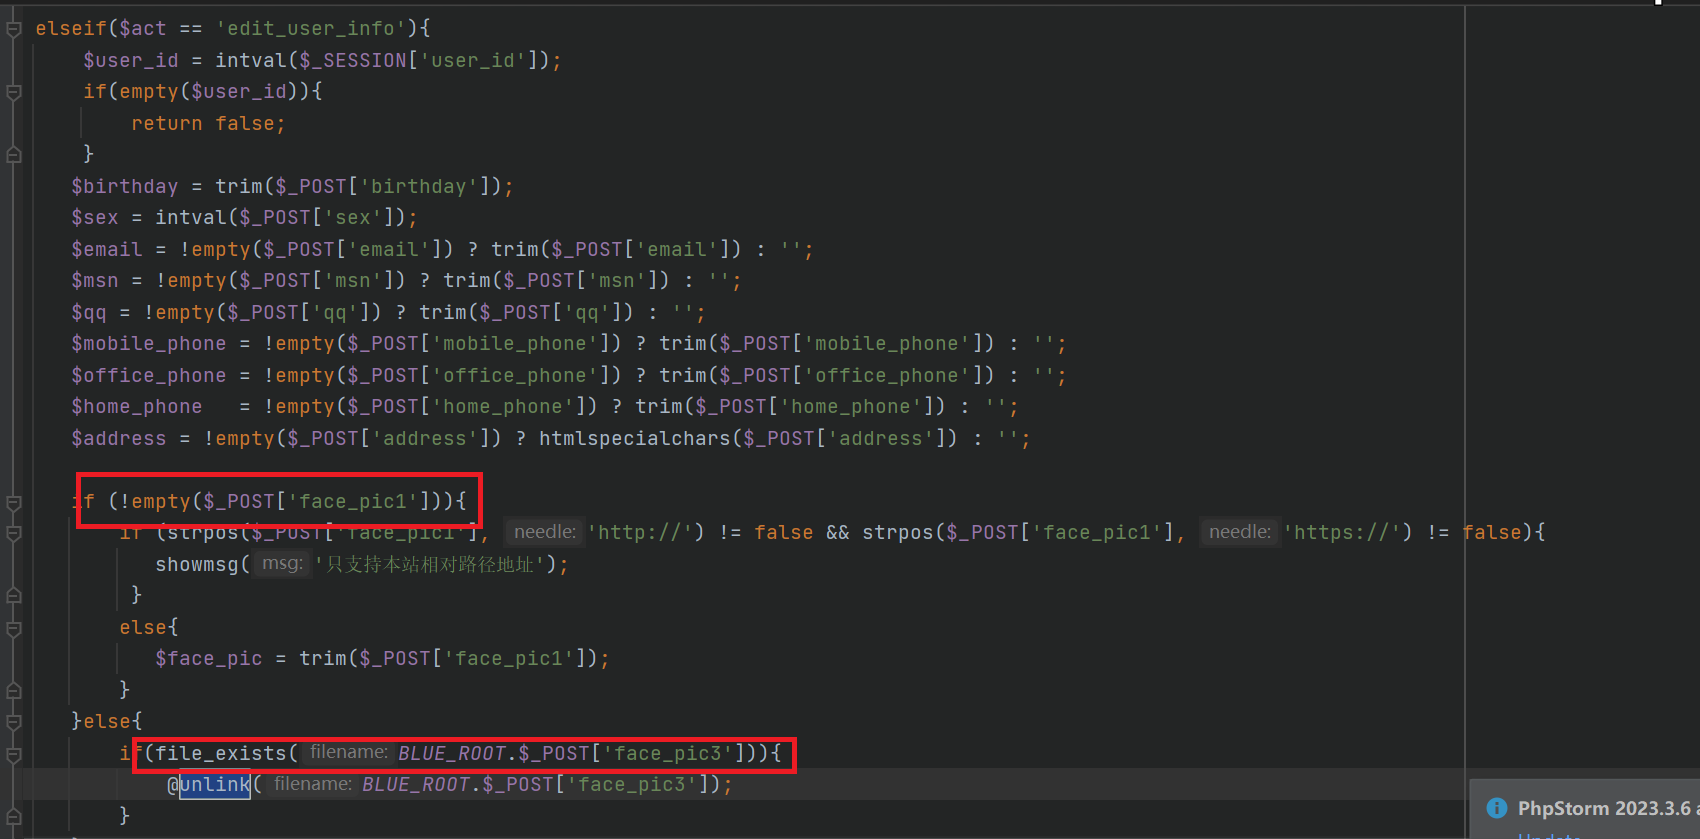 elseif($act == 'edit_user_info'){
$user_id = intval($_SESSION['user_id']);
if(empty($user_id)){
return false;
}
$birthday = trim($_POST['birthday']);
$sex = intval($_POST['sex']);
$email = !empty($_POST['email']) ? trim($_POST['email']) : '';
$msn = !empty($_POST['msn']) ? trim($_POST['msn']) : '';
$qq = !empty($_POST['qq']) ? trim($_POST['qq']) : '';
$mobile_phone = !empty($_POST['mobile_phone']) ? trim($_POST['mobile_phone']) : '';
$office_phone = !empty($_POST['office_phone']) ? trim($_POST['office_phone']) : '';
$home_phone   = !empty($_POST['home_phone']) ? trim($_POST['home_phone']) : '';
$address = !empty($_POST['address']) ? htmlspecialchars($_POST['address']) : '';
if (!empty($_POST['face_pic1'])){
if (strpos($_POST['face_pic1'], needle: 'http://') != false && strpos($_POST['face_pic1'], needle: 'https://') != false){
showmsg( msg: '只支持本站相对路径地址');
}
else{
$face_pic = trim($_POST['face_pic1']);
}
}else{
if(file_exists( filename: BLUE_ROOT.$_POST['face_pic3'])){
@unlink( filename: BLUE_ROOT.$_POST['face_pic3']);
}
PhpStorm 2023.3.6 a
Update